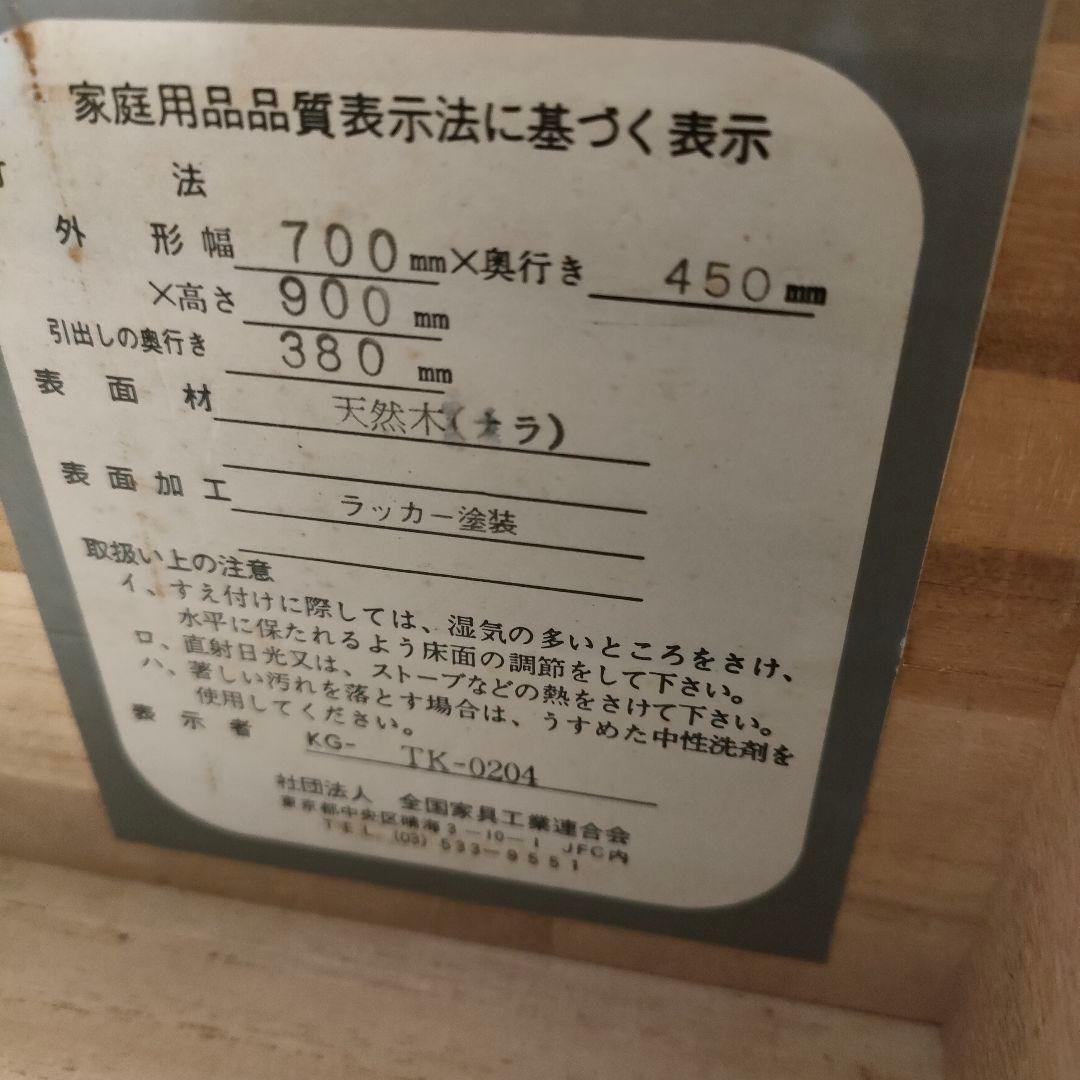 家庭用品品質表示法に基づく表示
法
外形幅 700mm×奥行き 450mm
×高さ 900mm
引出しの奥行き 380mm
表面材 天然木(ナラ)
表面加工 ラッカー塗装
取扱い上の注意
イ、すえ付けに際しては、湿気の多いところをさけ、
水平に保たれるよう床面の調節をして下さい。
ロ、直射日光又は、ストーブなどの熱をさけて下さい。
ハ、著しい汚れを落とす場合は、うすめた中性洗剤を
使用してください。
表示者 KG- TK-0204
社団法人 全国家具工業連合会
東京都中央区晴海3-10-1 JFC内
TEL (03) 533-9551